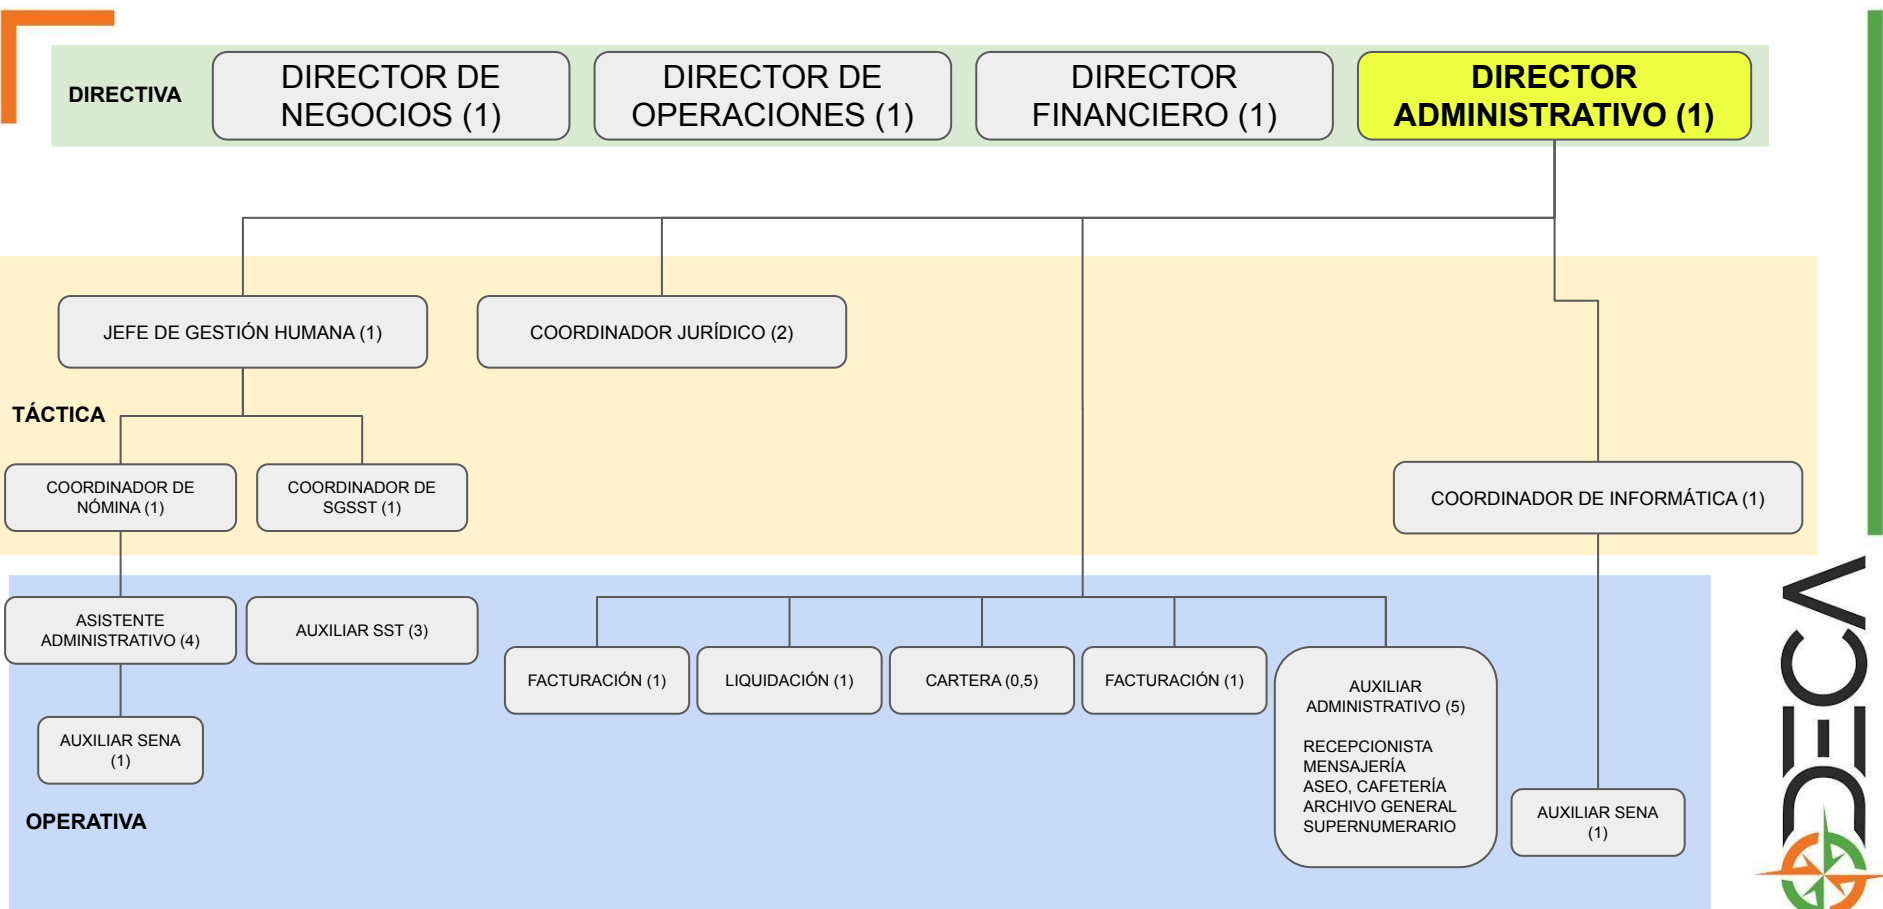 DIRECTIVA
DIRECTOR DE
NEGOCIOS (1)
DIRECTOR DE
OPERACIONES (1)
DIRECTOR
FINANCIERO (1)
DIRECTOR
ADMINISTRATIVO (1)
JEFE DE GESTIÓN HUMANA (1)
COORDINADOR JURÍDICO (2)
TÁCTICA
COORDINADOR DE
NÓMINA (1)
COORDINADOR DE
SGSST (1)
COORDINADOR DE INFORMÁTICA (1)
ASISTENTE
ADMINISTRATIVO (4)
AUXILIAR SST (3)
FACTURACIÓN (1)
LIQUIDACIÓN (1)
CARTERA (0,5)
FACTURACIÓN (1)
AUXILIAR
ADMINISTRATIVO (5)
RECEPCIONISTA
MENSAJERÍA
ASEO, CAFETERÍA
ARCHIVO GENERAL
SUPERNUMERARIO
AUXILIAR SENA
(1)
AUXILIAR SENA
(1)
OPERATIVA
DECA